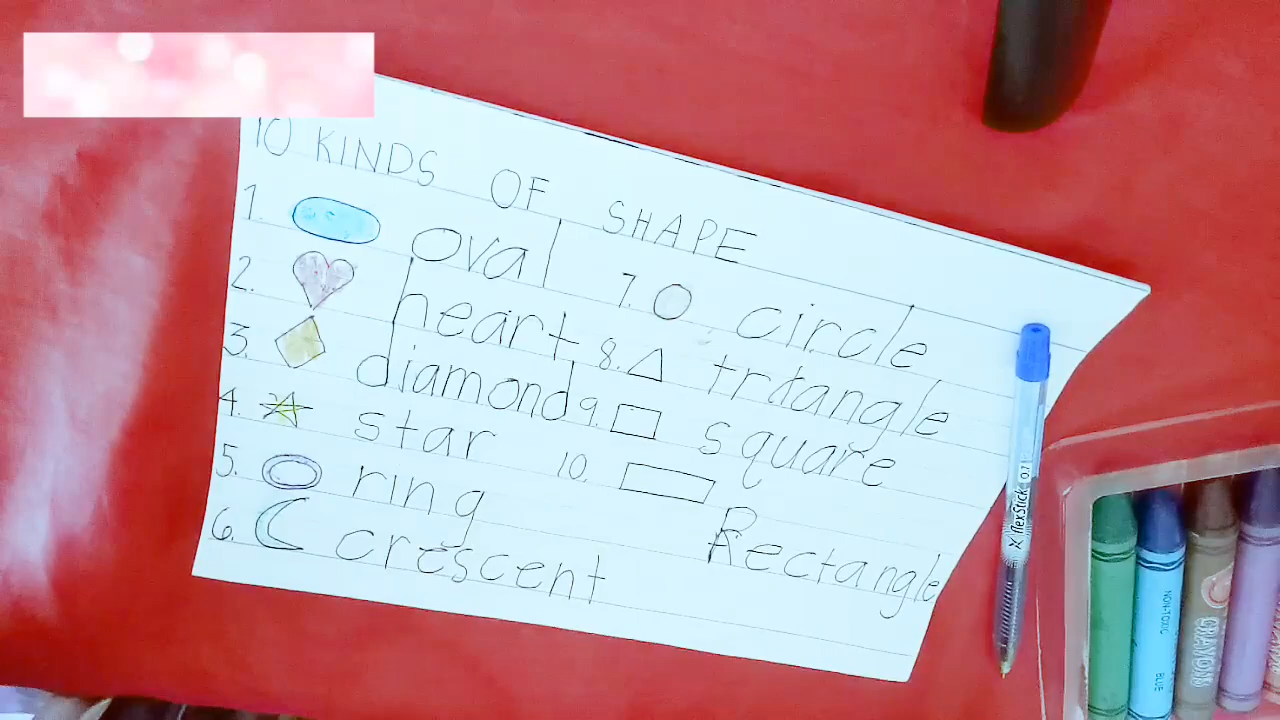 10 KINDS OF SHAPE
1. oval
2. heart
3. diamond
4. star
5. ring
6. crescent
7. circle
8. triangle
9. square
10. Rectangle
flexstick 0.7
NON-TOXIC BLUE
CRAYON